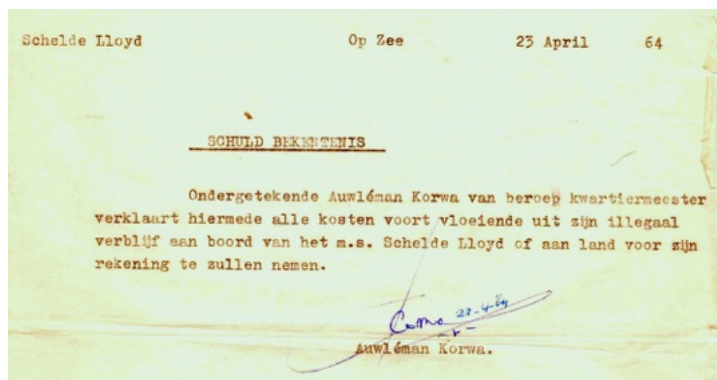 Schelde Lloyd Op Zee 23 April 64
SCHULD BEKENTENIS
Ondergetekende Auwléman Korwa van beroep kwartiermeester
verklaart hiermede alle kosten voort vloeiende uit zijn illegaal
verblijf aan boord van het m.s. Schelde Lloyd of aan land voor zijn
rekening te zullen nemen.
23-4-64
Auwléman Korwa.